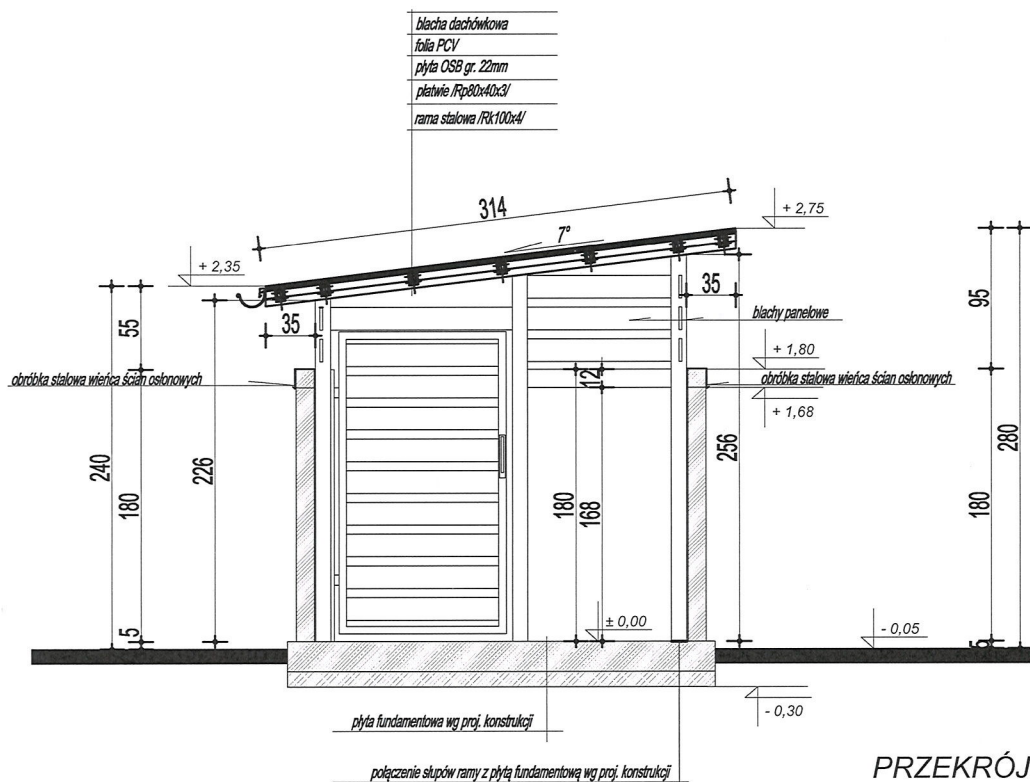 blacha dachówkowa
folia PCV
płyta OSB gr. 22mm
płatwie /Rp80x40x3/
rama stalowa /Rk100x4/
314
7°
+ 2,75
+ 2,35
35
35
55
95
blachy panelowe
+ 1,80
obróbka stalowa wieńca ścian osłonowych
12
obróbka stalowa wieńca ścian osłonowych
+ 1,68
240
180
226
180
168
256
180
280
5
± 0,00
- 0,05
5
- 0,30
płyta fundamentowa wg proj. konstrukcji
połączenie słupów ramy z płytą fundamentową wg proj. konstrukcji
PRZEKRÓJ